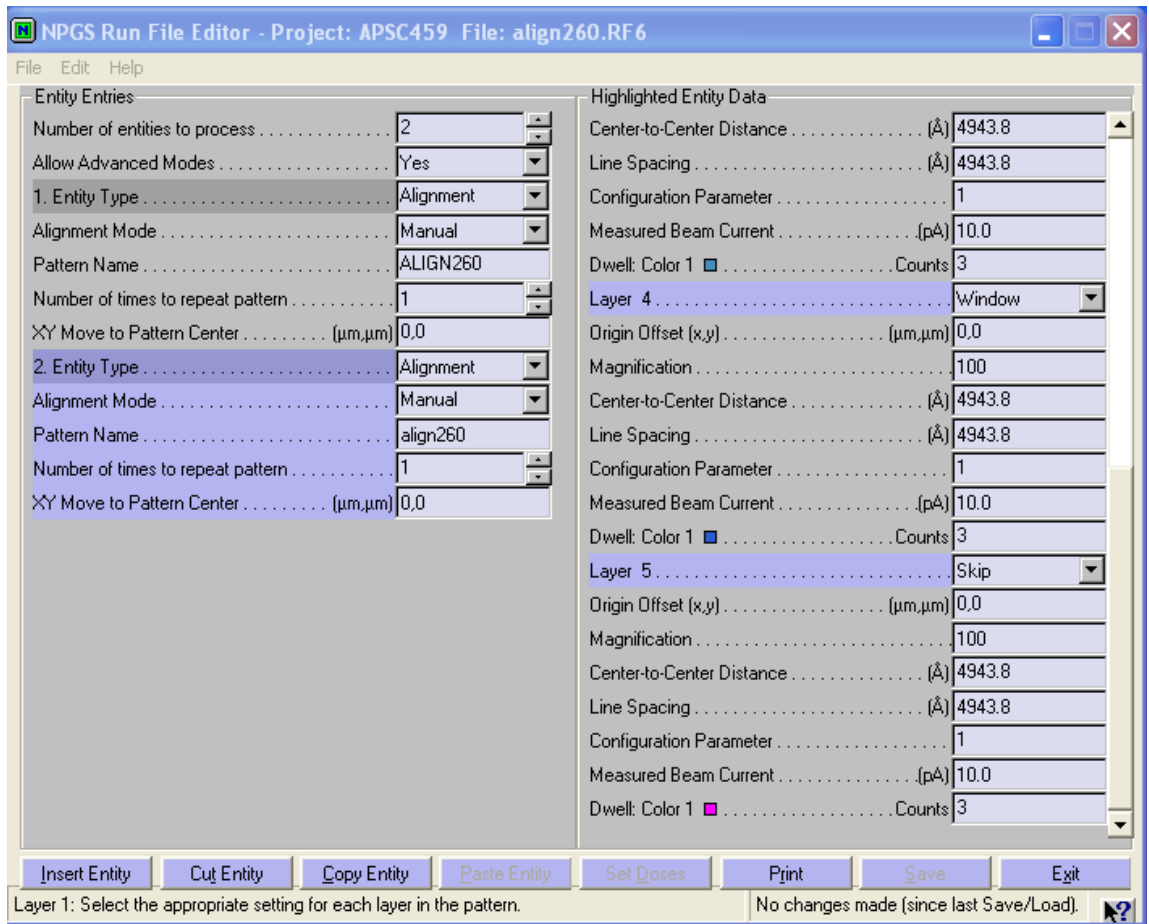 NPGS Run File Editor - Project: APSC459 File: align260.RF6
File Edit Help
Entity Entries
Number of entities to process . . . . . . . . . . . . . . 2
Allow Advanced Modes . . . . . . . . . . . . . . . . . . Yes
1. Entity Type . . . . . . . . . . . . . . . . . . . . . . . . . . Alignment
Alignment Mode . . . . . . . . . . . . . . . . . . . . . . . . Manual
Pattern Name . . . . . . . . . . . . . . . . . . . . . . . . . . ALIGN260
Number of times to repeat pattern . . . . . . . . . . . 1
XY Move to Pattern Center . . . . . . . . . (µm,µm) 0,0
2. Entity Type . . . . . . . . . . . . . . . . . . . . . . . . . . Alignment
Alignment Mode . . . . . . . . . . . . . . . . . . . . . . . . Manual
Pattern Name . . . . . . . . . . . . . . . . . . . . . . . . . . align260
Number of times to repeat pattern . . . . . . . . . . . 1
XY Move to Pattern Center . . . . . . . . . (µm,µm) 0,0
Highlighted Entity Data
Center-to-Center Distance . . . . . . . . . . . . . . (Å) 4943.8
Line Spacing . . . . . . . . . . . . . . . . . . . . . . . . . (Å) 4943.8
Configuration Parameter . . . . . . . . . . . . . . . . . . 1
Measured Beam Current . . . . . . . . . . . . . . .(pA) 10.0
Dwell: Color 1 . . . . . . . . . . . . . . . . . . .Counts 3
Layer 4 . . . . . . . . . . . . . . . . . . . . . . . . . . . . . . . Window
Origin Offset (x,y) . . . . . . . . . . . . . . . . . (µm,µm) 0,0
Magnification . . . . . . . . . . . . . . . . . . . . . . . . . . . 100
Center-to-Center Distance . . . . . . . . . . . . . . (Å) 4943.8
Line Spacing . . . . . . . . . . . . . . . . . . . . . . . . . (Å) 4943.8
Configuration Parameter . . . . . . . . . . . . . . . . . . 1
Measured Beam Current . . . . . . . . . . . . . . .(pA) 10.0
Dwell: Color 1 . . . . . . . . . . . . . . . . . . .Counts 3
Layer 5 . . . . . . . . . . . . . . . . . . . . . . . . . . . . . . . Skip
Origin Offset (x,y) . . . . . . . . . . . . . . . . . (µm,µm) 0,0
Magnification . . . . . . . . . . . . . . . . . . . . . . . . . . . 100
Center-to-Center Distance . . . . . . . . . . . . . . (Å) 4943.8
Line Spacing . . . . . . . . . . . . . . . . . . . . . . . . . (Å) 4943.8
Configuration Parameter . . . . . . . . . . . . . . . . . . 1
Measured Beam Current . . . . . . . . . . . . . . .(pA) 10.0
Dwell: Color 1 . . . . . . . . . . . . . . . . . . .Counts 3
Insert Entity Cut Entity Copy Entity Paste Entity Set Doses Print Save Exit
Layer 1: Select the appropriate setting for each layer in the pattern. No changes made (since last Save/Load).